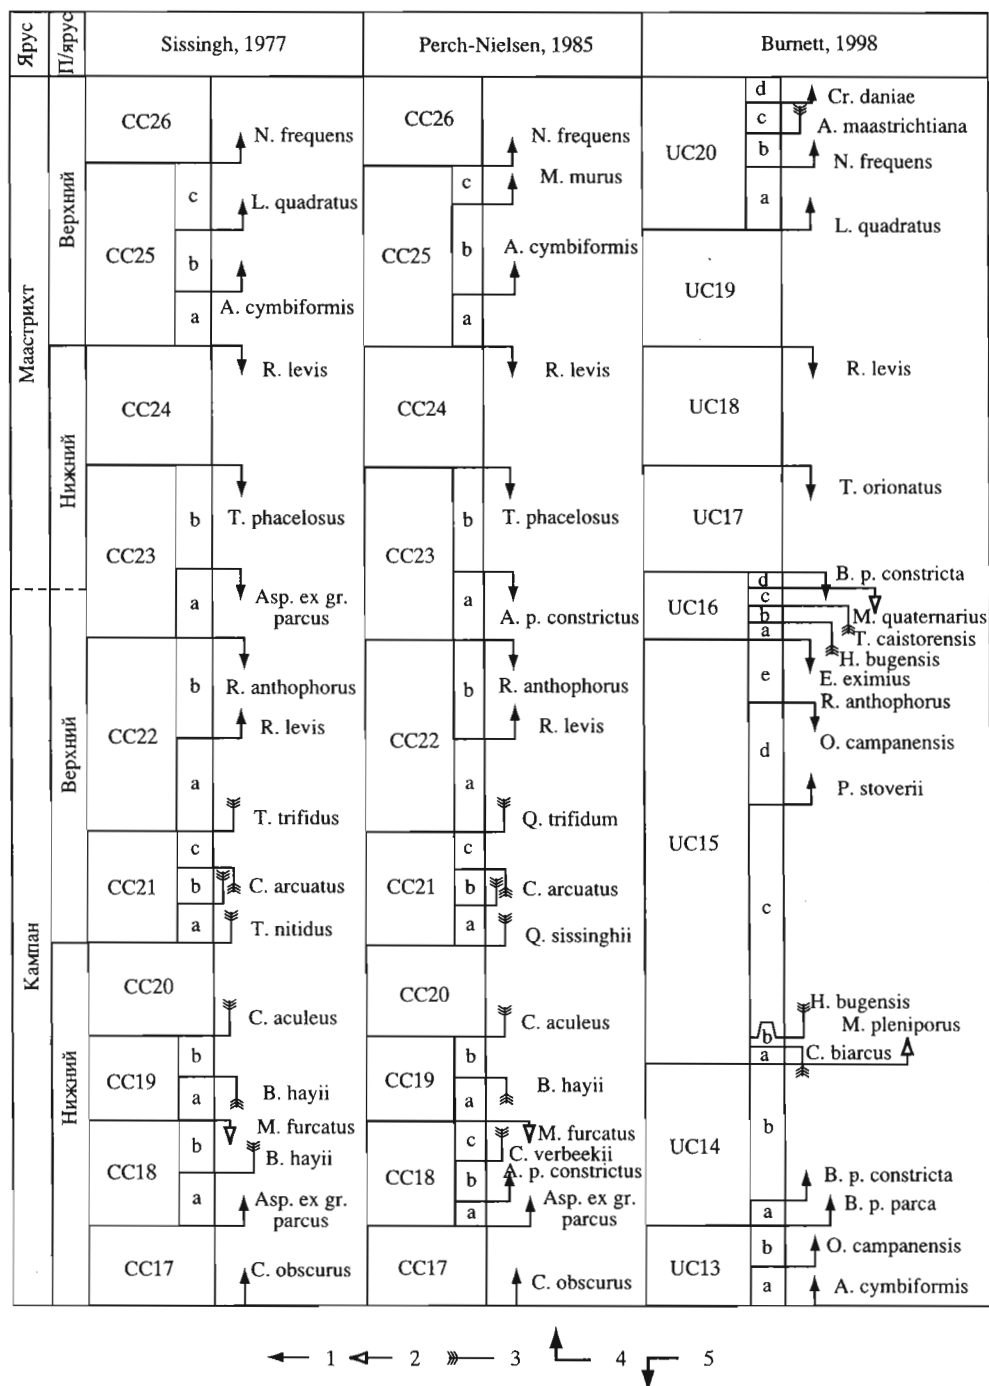 Ярус
П/ярус
Sissingh, 1977
Perch-Nielsen, 1985
Burnett, 1998
Маастрихт
Кампан
Верхний
Нижний
Верхний
Нижний
CC26
N. frequens
CC25
c
L. quadratus
b
A. cymbiformis
a
R. levis
CC24
T. phacelosus
CC23
b
Asp. ex gr.
parcus
a
R. anthophorus
CC22
b
R. levis
a
T. trifidus
CC21
c
b
C. arcuatus
a
T. nitidus
CC20
C. aculeus
CC19
b
B. hayii
a
M. furcatus
CC18
b
B. hayii
a
Asp. ex gr.
parcus
CC17
C. obscurus
CC26
N. frequens
M. murus
CC25
c
b
A. cymbiformis
a
R. levis
CC24
T. phacelosus
CC23
b
a
A. p. constrictus
R. anthophorus
CC22
b
R. levis
a
Q. trifidum
CC21
c
b
C. arcuatus
a
Q. sissinghii
CC20
C. aculeus
CC19
b
B. hayii
a
M. furcatus
C. verbeekii
A. p. constrictus
CC18
c
b
a
Asp. ex gr.
parcus
CC17
C. obscurus
UC20
d
Cr. daniae
c
A. maastrichtiana
b
N. frequens
a
L. quadratus
UC19
R. levis
UC18
T. orionatus
UC17
B. p. constricta
UC16
d
c
M. quaternarius
b
T. caistorensis
a
H. bugensis
E. eximius
R. anthophorus
UC15
e
O. campanensis
d
P. stoverii
c
H. bugensis
M. pleniporus
b
a
C. biarcus
UC14
b
B. p. constricta
a
B. p. parca
UC13
b
O. campanensis
a
A. cymbiformis
1 2 3 4 5